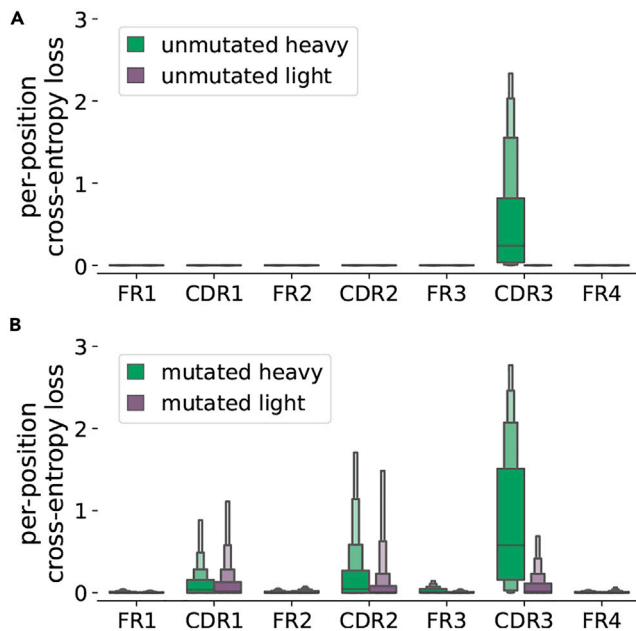 A
per-position
cross-entropy loss
3
2
1
0
unmutated heavy
unmutated light
FR1 CDR1 FR2 CDR2 FR3 CDR3 FR4
B
per-position
cross-entropy loss
3
2
1
0
mutated heavy
mutated light
FR1 CDR1 FR2 CDR2 FR3 CDR3 FR4